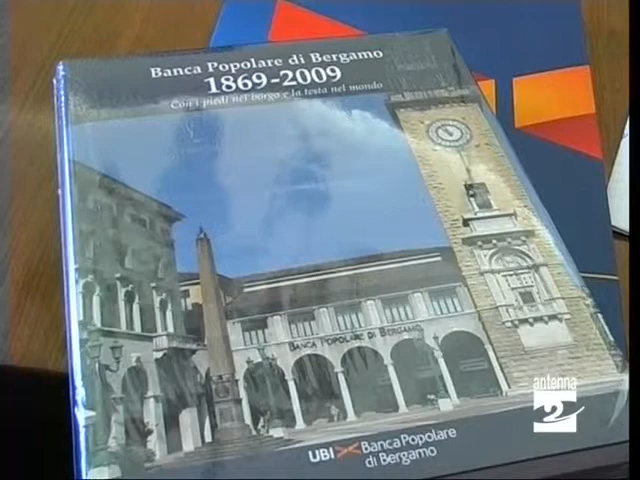 Banca Popolare di Bergamo
1869-2009
Con i piedi nel borgo e la testa nel mondo
BANCA POPOLARE DI BERGAMO
UBI Banca Popolare
di Bergamo
antenna
2